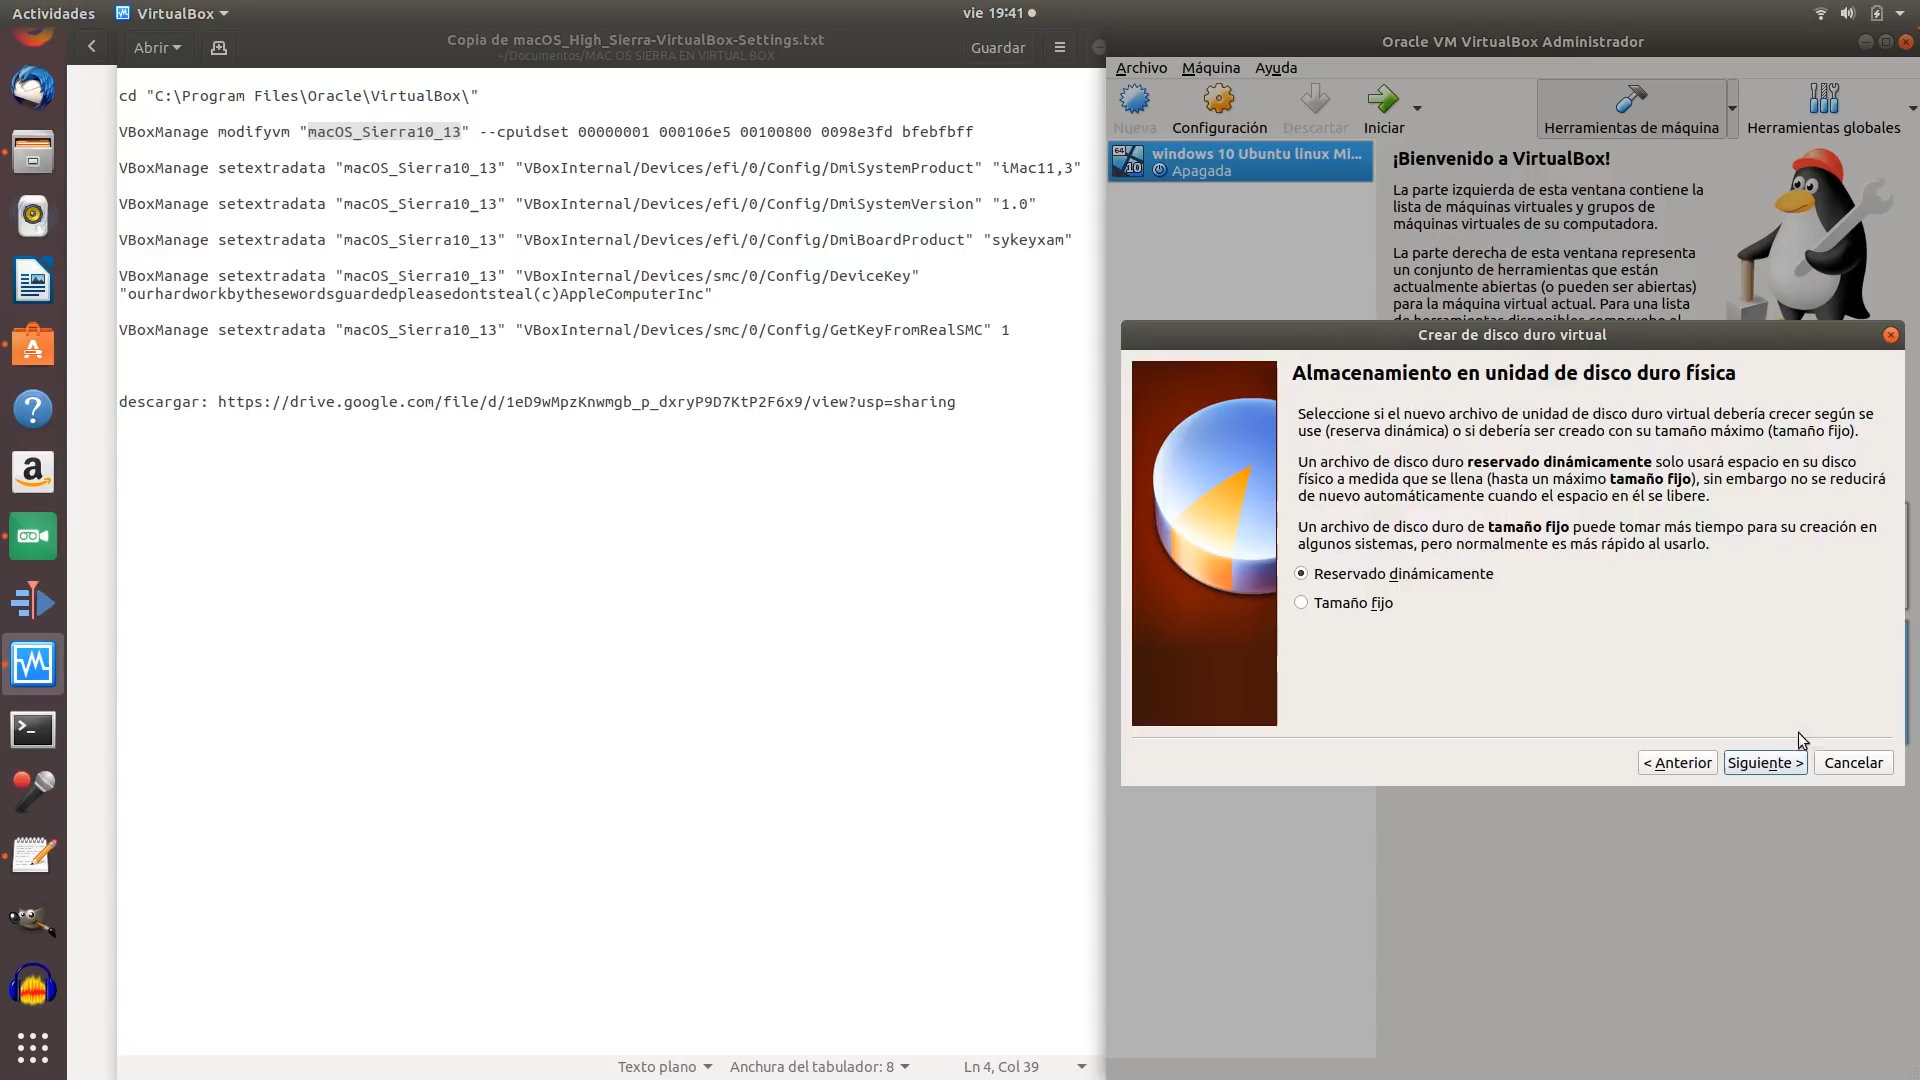 Actividades
VirtualBox
vie 19:41
Abrir
Copia de macOS_High_Sierra-VirtualBox-Settings.txt
~/Documentos/MAC OS SIERRA EN VIRTUAL BOX
Guardar
cd "C:\Program Files\Oracle\VirtualBox\"
VBoxManage modifyvm "macOS_Sierra10_13" --cpuidset 00000001 000106e5 00100800 0098e3fd bfebfbff
VBoxManage setextradata "macOS_Sierra10_13" "VBoxInternal/Devices/efi/0/Config/DmiSystemProduct" "iMac11,3"
VBoxManage setextradata "macOS_Sierra10_13" "VBoxInternal/Devices/efi/0/Config/DmiSystemVersion" "1.0"
VBoxManage setextradata "macOS_Sierra10_13" "VBoxInternal/Devices/efi/0/Config/DmiBoardProduct" "sykeyxam"
VBoxManage setextradata "macOS_Sierra10_13" "VBoxInternal/Devices/smc/0/Config/DeviceKey"
"ourhardworkbythesewordsguardedpleasedontsteal(c)AppleComputerInc"
VBoxManage setextradata "macOS_Sierra10_13" "VBoxInternal/Devices/smc/0/Config/GetKeyFromRealSMC" 1
descargar: https://drive.google.com/file/d/1eD9wMpzKnwmgb_p_dxryP9D7KtP2F6x9/view?usp=sharing
Texto plano
Anchura del tabulador: 8
Ln 4, Col 39
Oracle VM VirtualBox Administrador
Archivo Máquina Ayuda
Nueva
Configuración
Descartar
Iniciar
Herramientas de máquina
Herramientas globales
64
10
windows 10 Ubuntu linux Mi...
Apagada
¡Bienvenido a VirtualBox!
La parte izquierda de esta ventana contiene la
lista de máquinas virtuales y grupos de
máquinas virtuales de su computadora.
La parte derecha de esta ventana representa
un conjunto de herramientas que están
actualmente abiertas (o pueden ser abiertas)
para la máquina virtual actual. Para una lista
de herramientas disponibles compruebe el
Crear de disco duro virtual
Almacenamiento en unidad de disco duro física
Seleccione si el nuevo archivo de unidad de disco duro virtual debería crecer según se
use (reserva dinámica) o si debería ser creado con su tamaño máximo (tamaño fijo).
Un archivo de disco duro reservado dinámicamente solo usará espacio en su disco
físico a medida que se llena (hasta un máximo tamaño fijo), sin embargo no se reducirá
de nuevo automáticamente cuando el espacio en él se libere.
Un archivo de disco duro de tamaño fijo puede tomar más tiempo para su creación en
algunos sistemas, pero normalmente es más rápido al usarlo.
Reservado dinámicamente
Tamaño fijo
< Anterior
Siguiente >
Cancelar